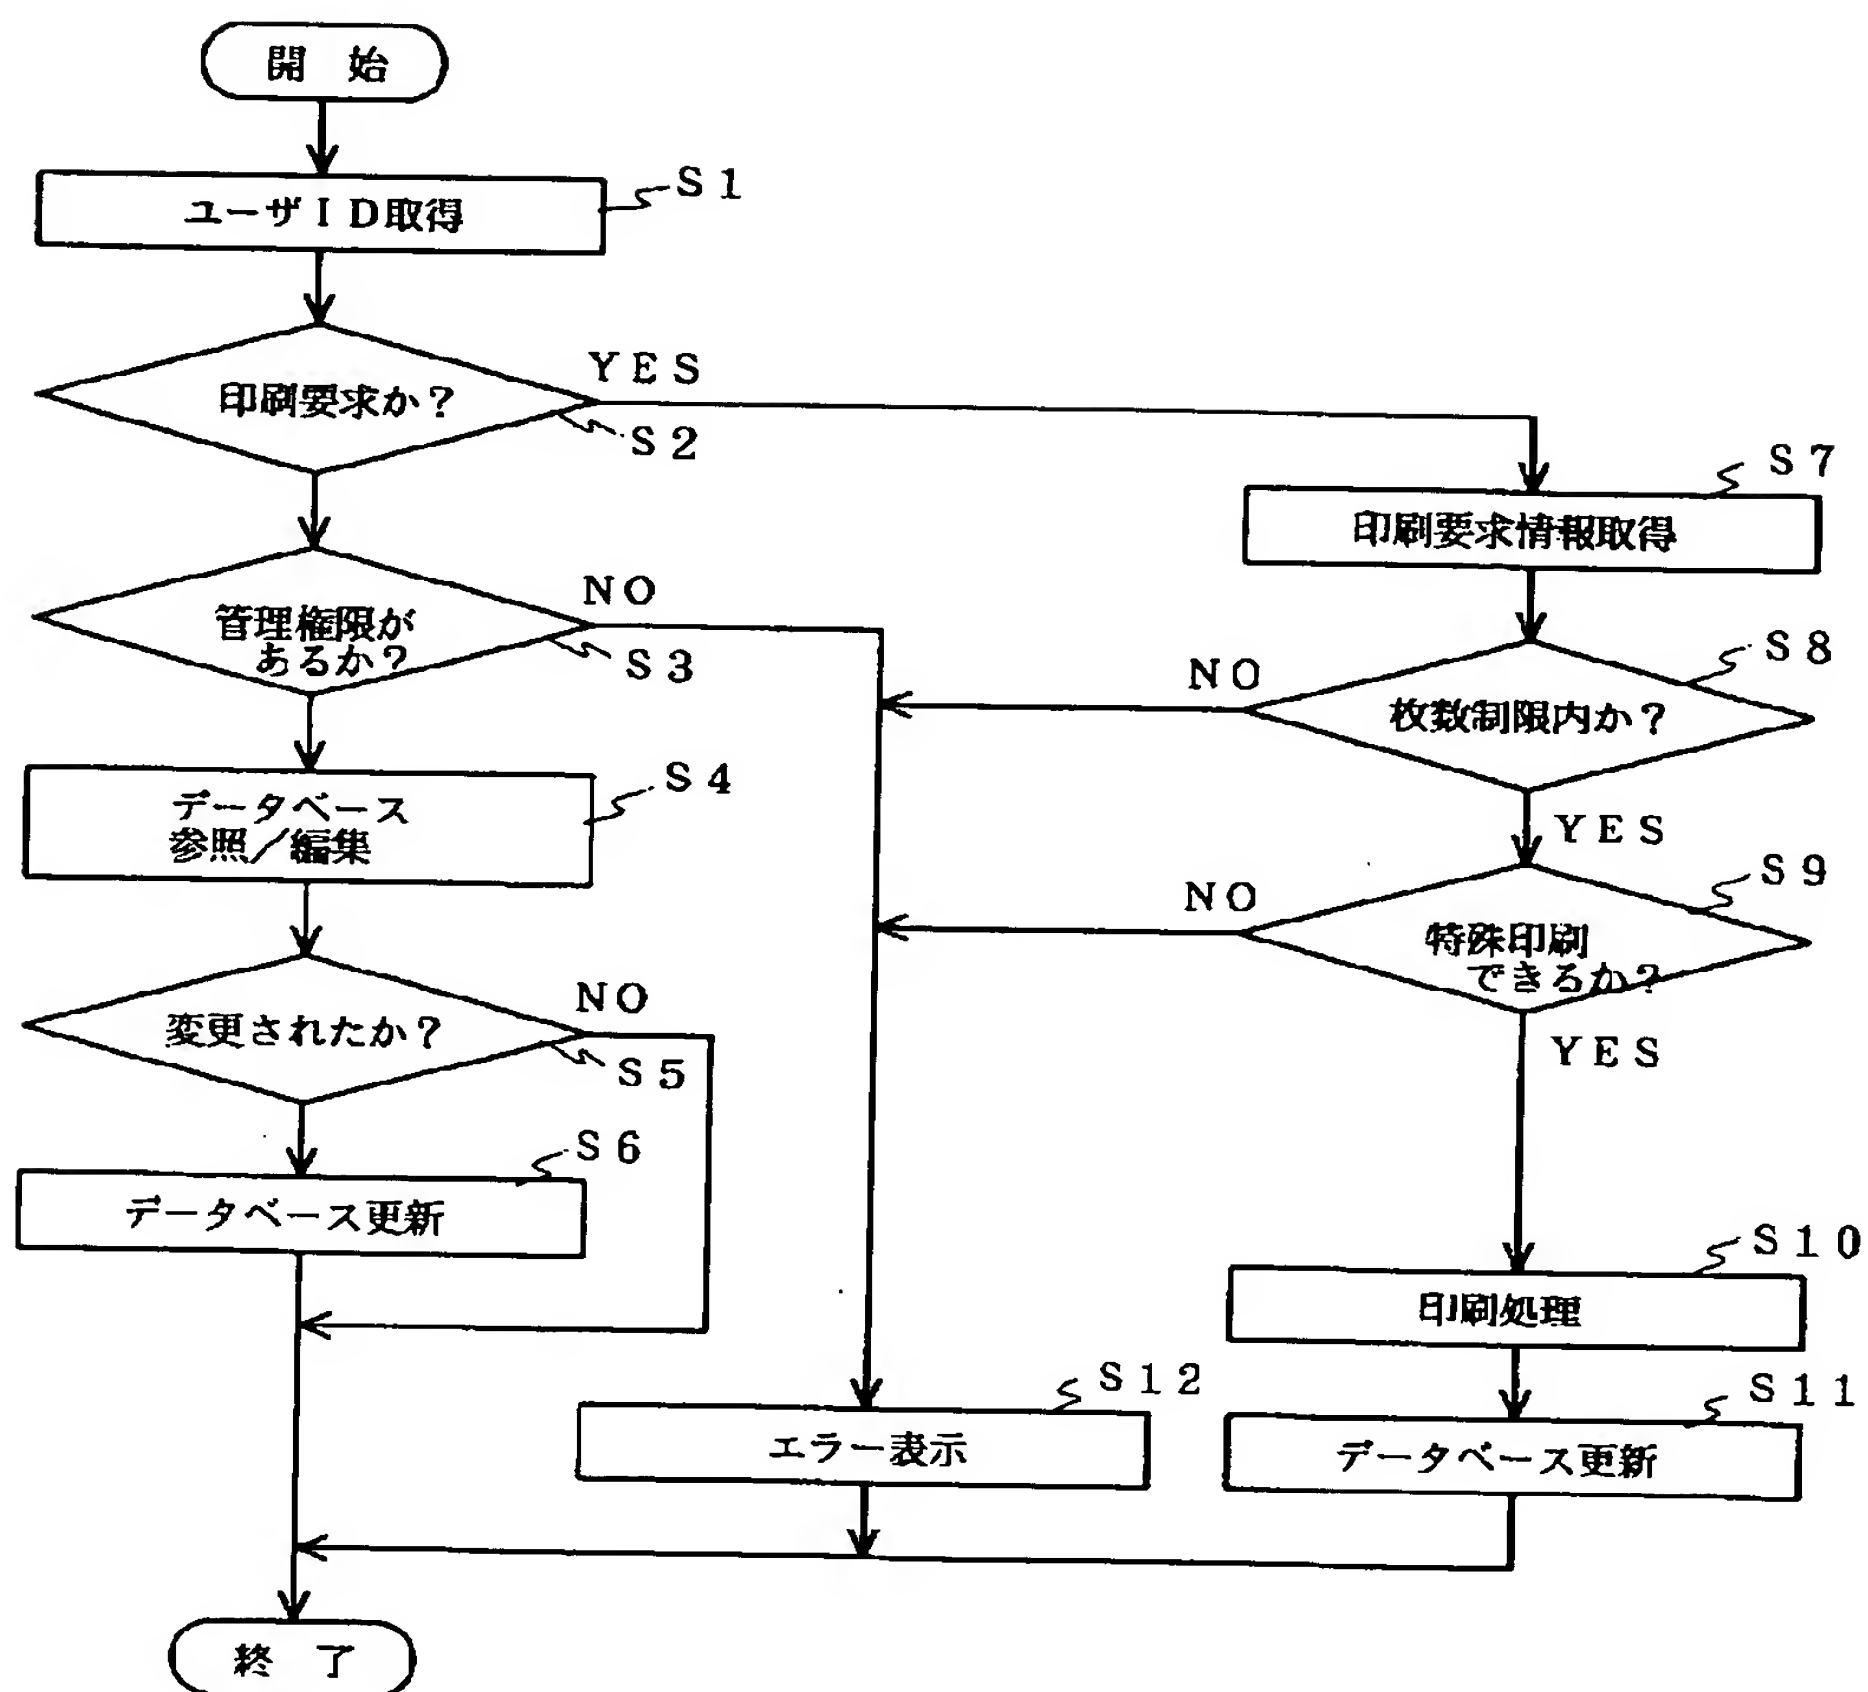 開 始
ユーザID取得
S1
印刷要求か?
YES
S2
管理権限が
あるか?
NO
S3
データベース
参照/編集
S4
変更されたか?
NO
S5
データベース更新
S6
印刷要求情報取得
S7
枚数制限内か?
S8
NO
YES
特殊印刷
できるか?
S9
NO
YES
印刷処理
S10
データベース更新
S11
エラー表示
S12
終 了